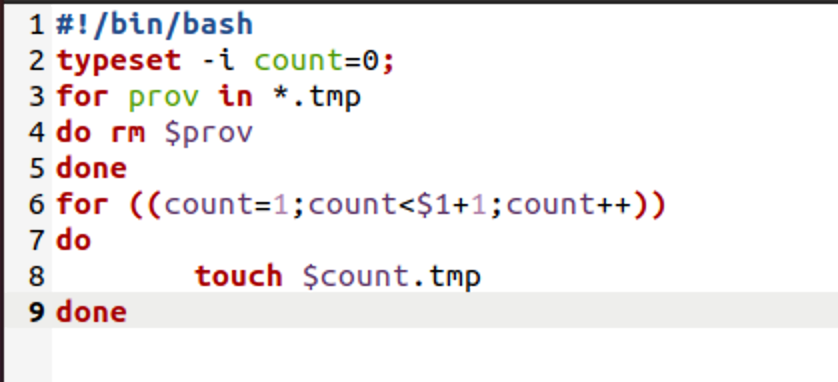 1 #!/bin/bash
2 typeset -i count=0;
3 for prov in *.tmp
4 do rm $prov
5 done
6 for ((count=1;count<$1+1;count++))
7 do
8         touch $count.tmp
9 done